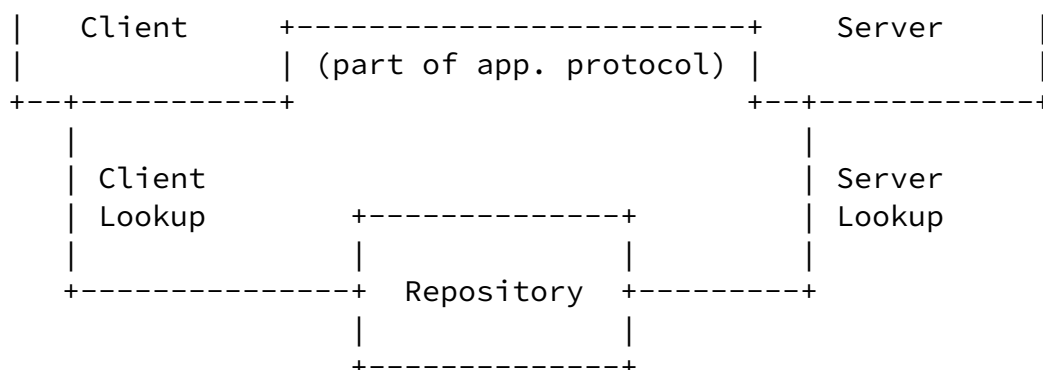 Client Server
(part of app. protocol)
Client Server
Lookup Lookup
Repository